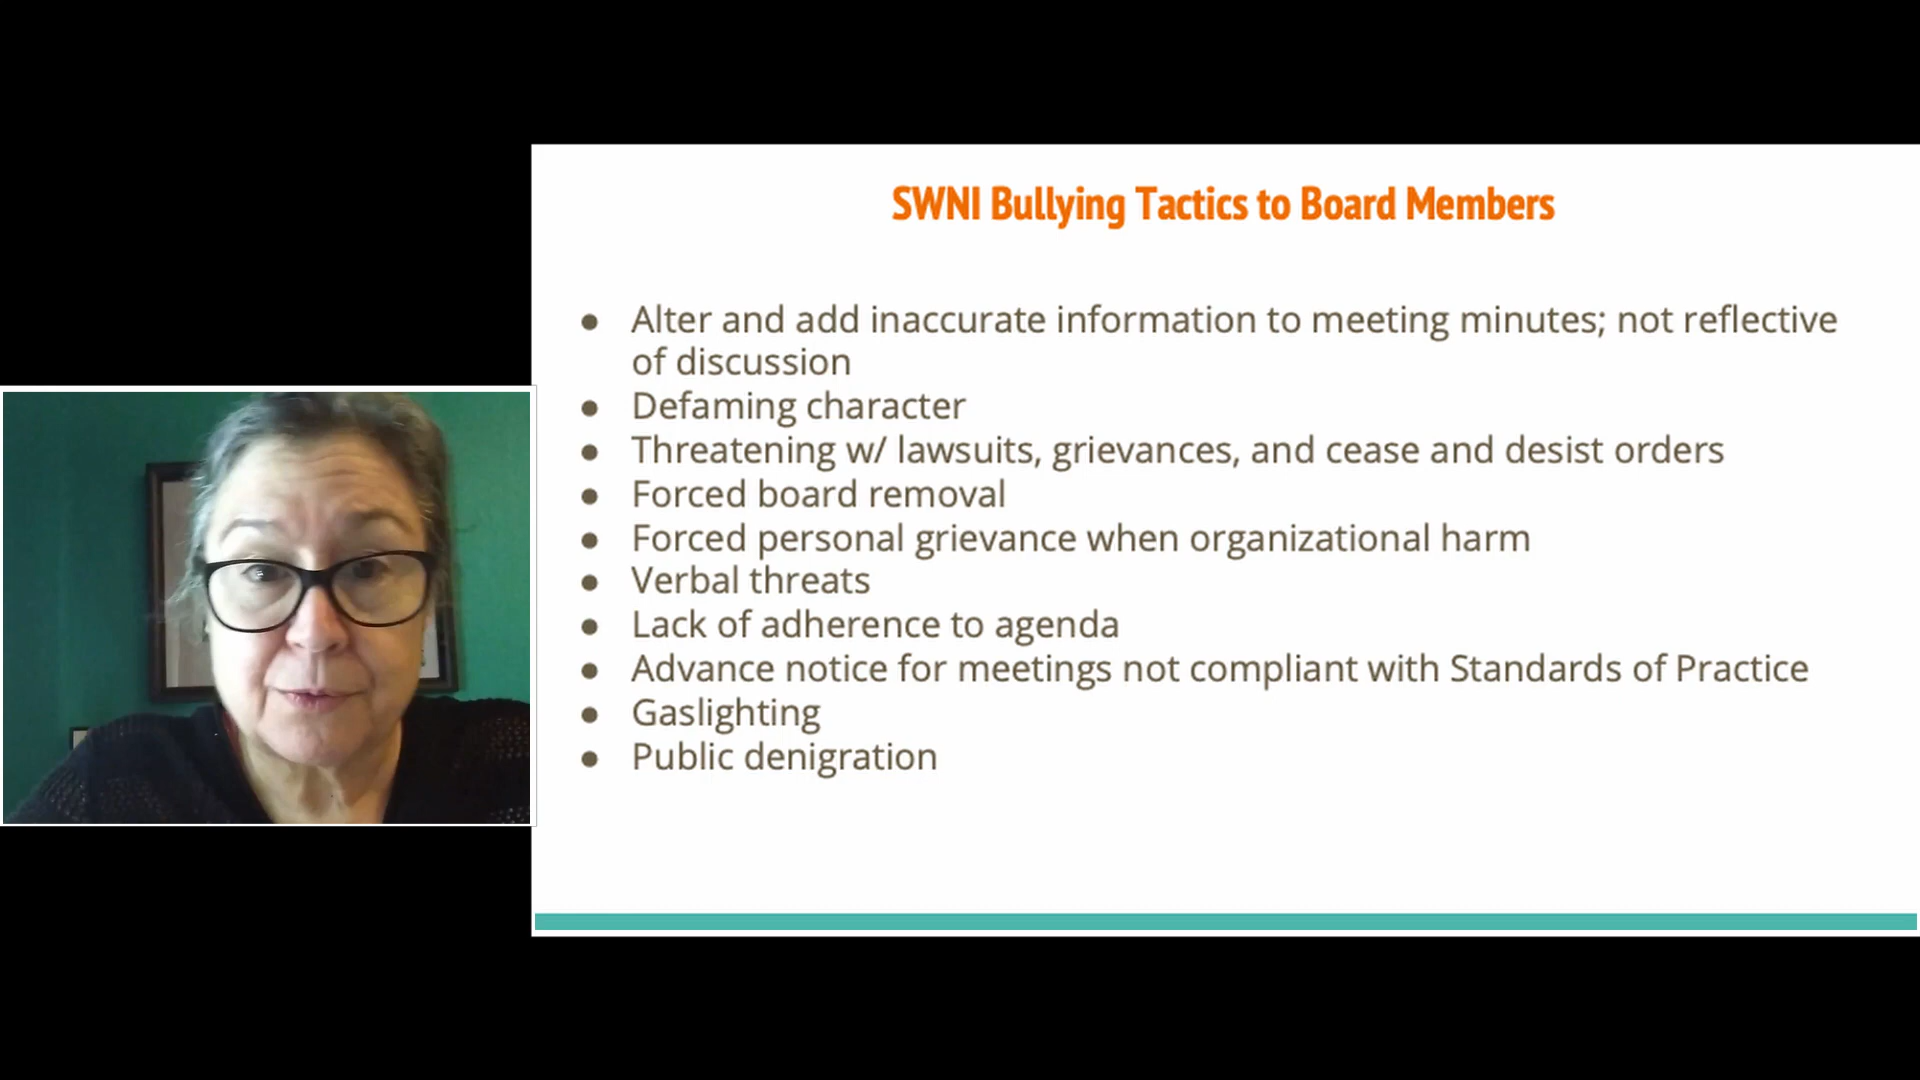 SWNI Bullying Tactics to Board Members
● Alter and add inaccurate information to meeting minutes; not reflective
of discussion
● Defaming character
● Threatening w/ lawsuits, grievances, and cease and desist orders
● Forced board removal
● Forced personal grievance when organizational harm
● Verbal threats
● Lack of adherence to agenda
● Advance notice for meetings not compliant with Standards of Practice
● Gaslighting
● Public denigration